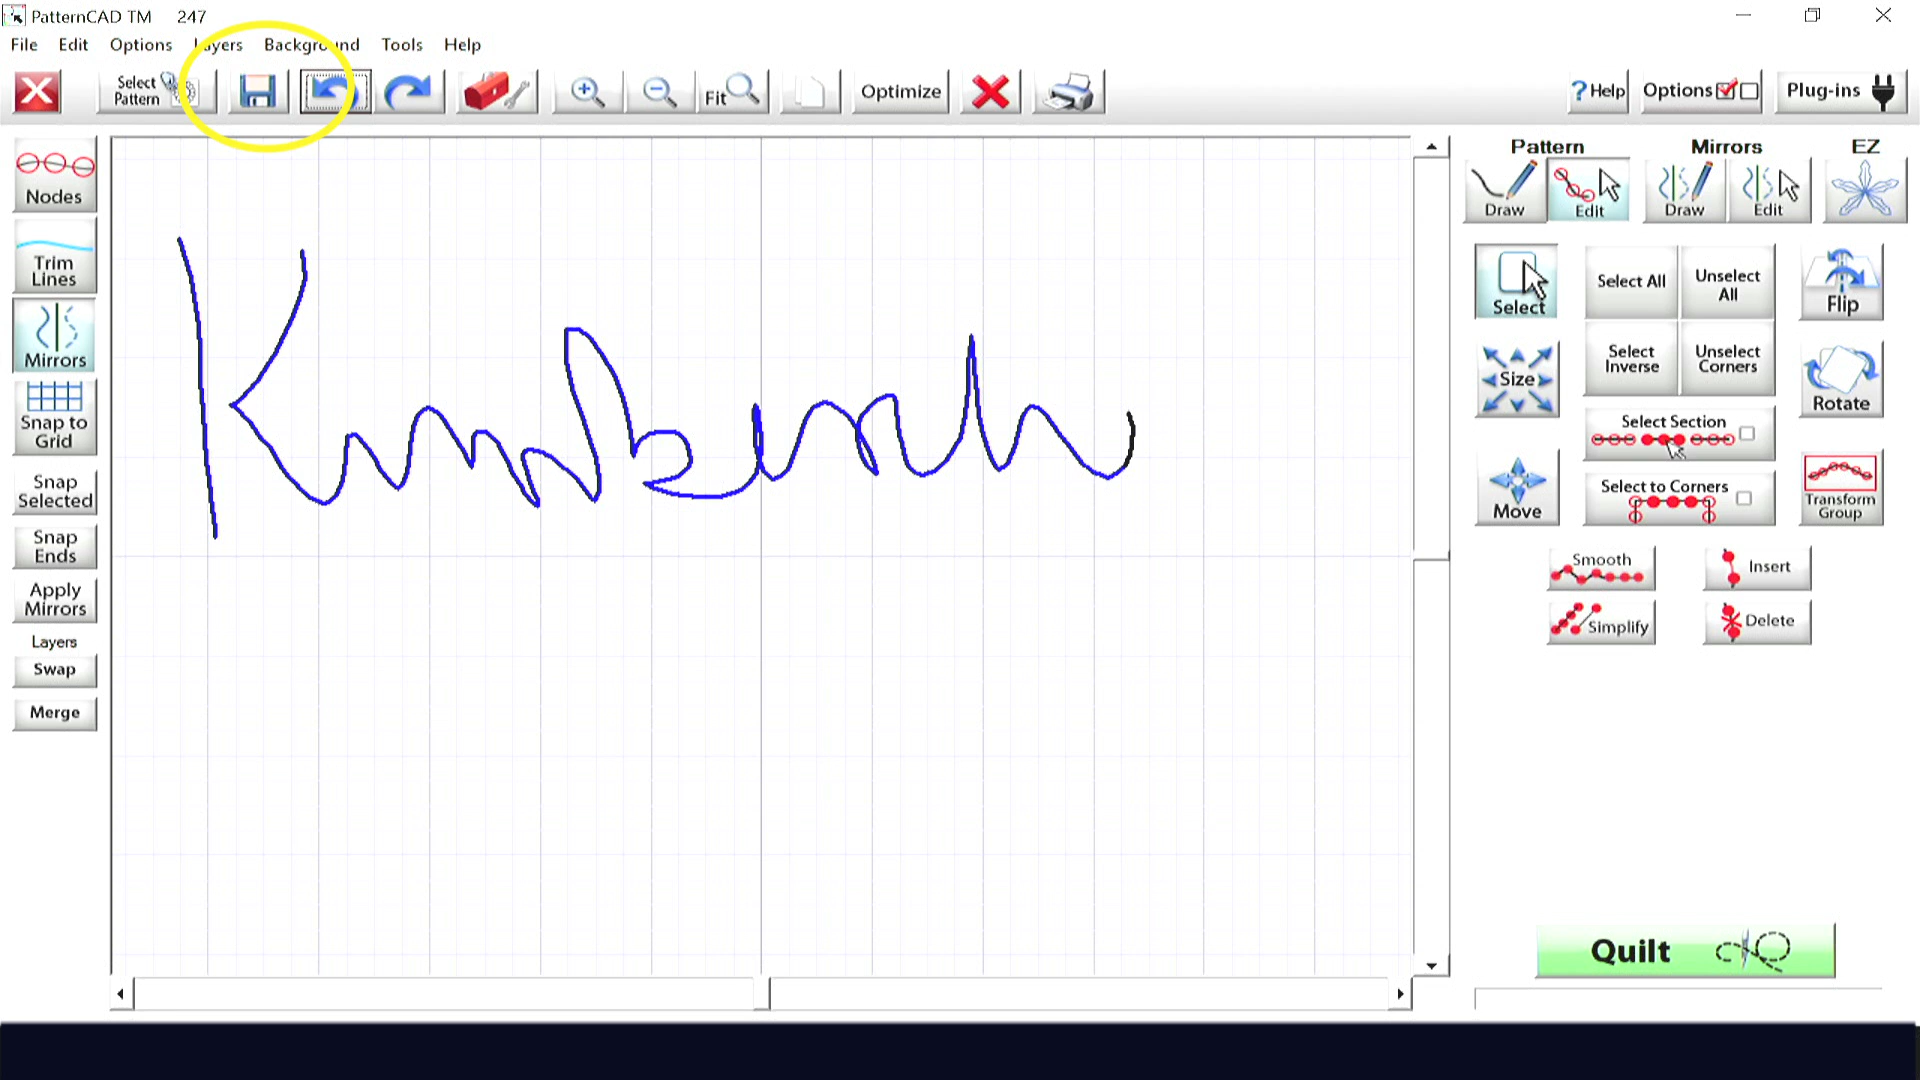 PatternCAD TM 247
File Edit Options Layers Background Tools Help
Select Pattern Fit Optimize ? Help Options Plug-ins
Pattern Mirrors EZ
Draw Edit Draw Edit
Nodes
Trim Lines
Mirrors
Snap to Grid
Snap Selected
Snap Ends
Apply Mirrors
Layers
Swap
Merge
Select Select All Unselect All Flip
Size Select Inverse Unselect Corners Rotate
Select Section
Move Select to Corners Transform Group
Smooth Insert
Simplify Delete
Quilt